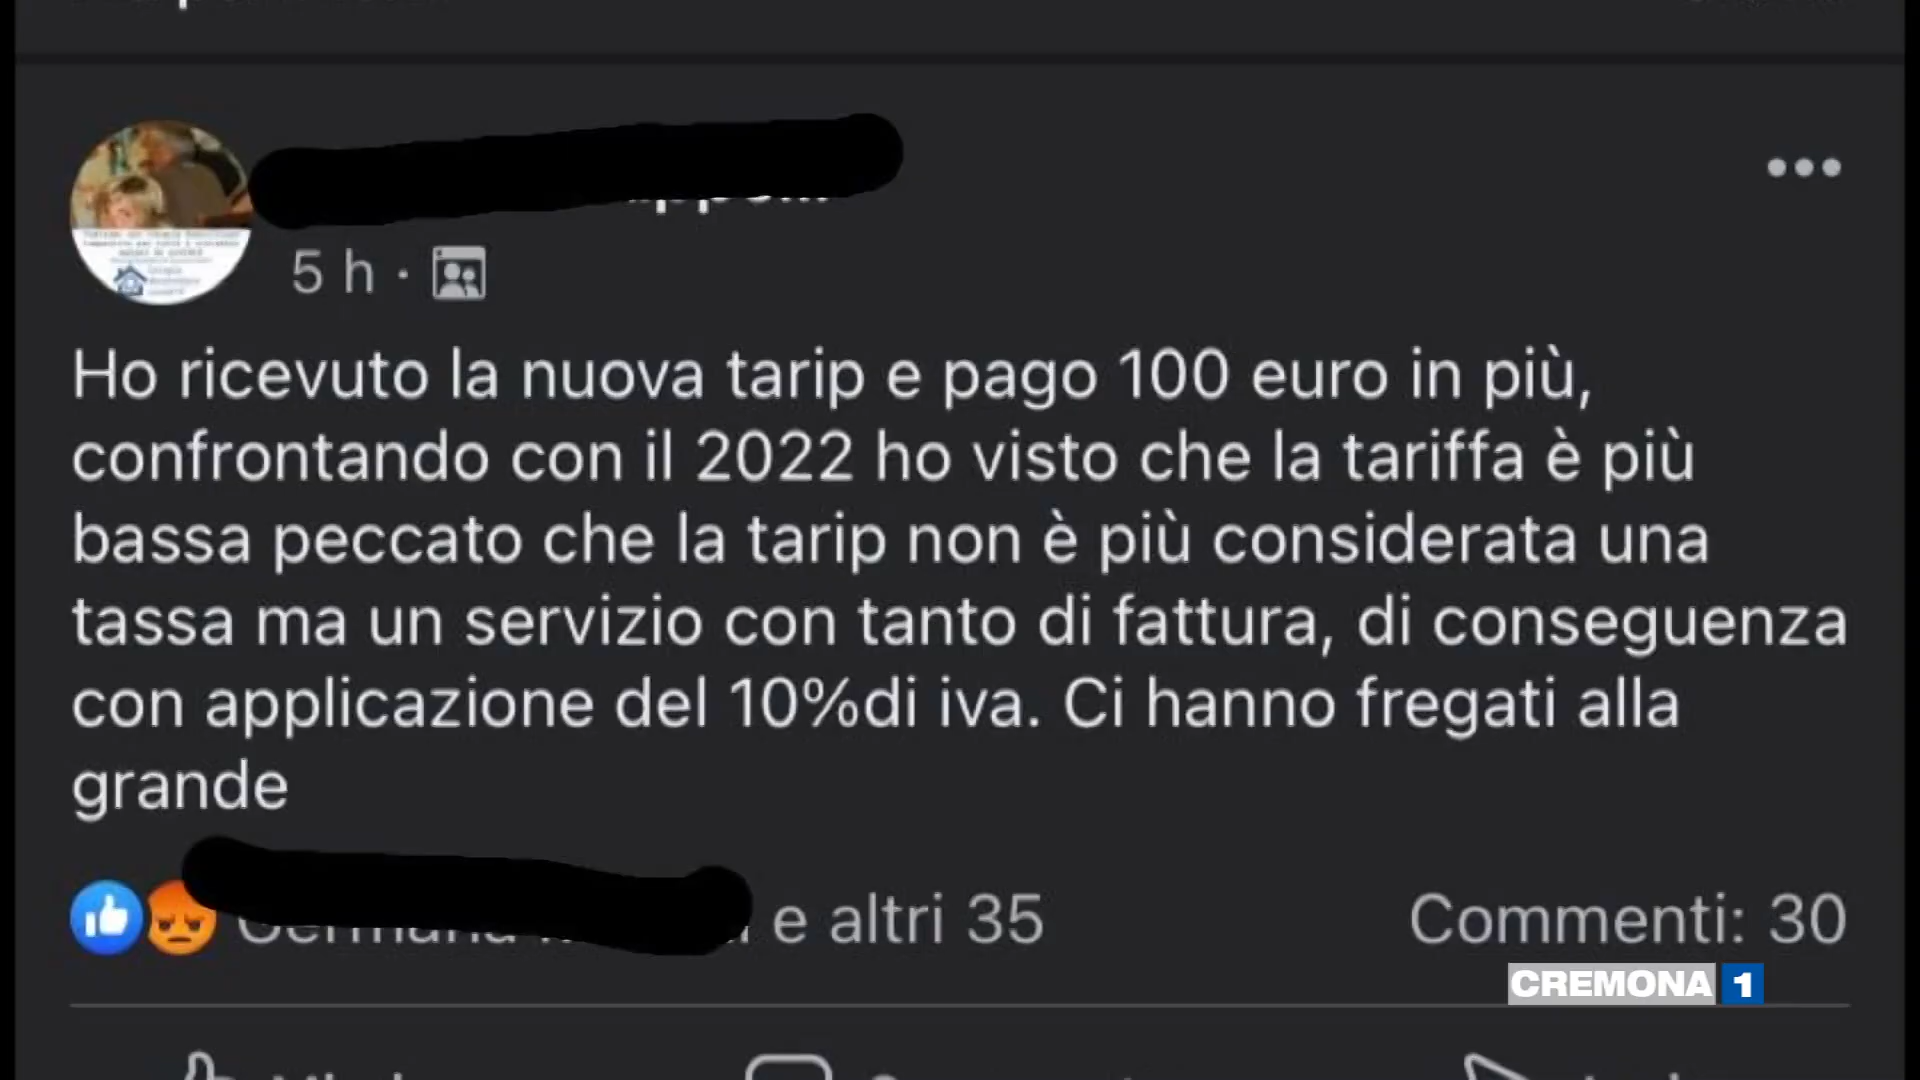 5 h ·
Ho ricevuto la nuova tarip e pago 100 euro in più,
confrontando con il 2022 ho visto che la tariffa è più
bassa peccato che la tarip non è più considerata una
tassa ma un servizio con tanto di fattura, di conseguenza
con applicazione del 10%di iva. Ci hanno fregati alla
grande
e altri 35
Commenti: 30
CREMONA 1